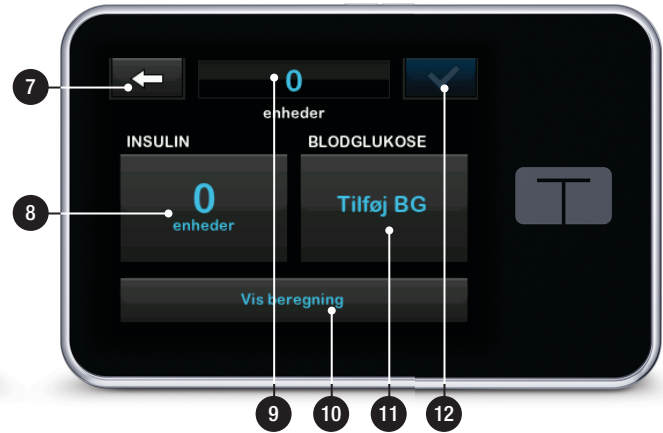 7
0
enheder
INSULIN
BLODGLUKOSE
8
0
enheder
Tilføj BG
Vis beregning
9
10
11
12